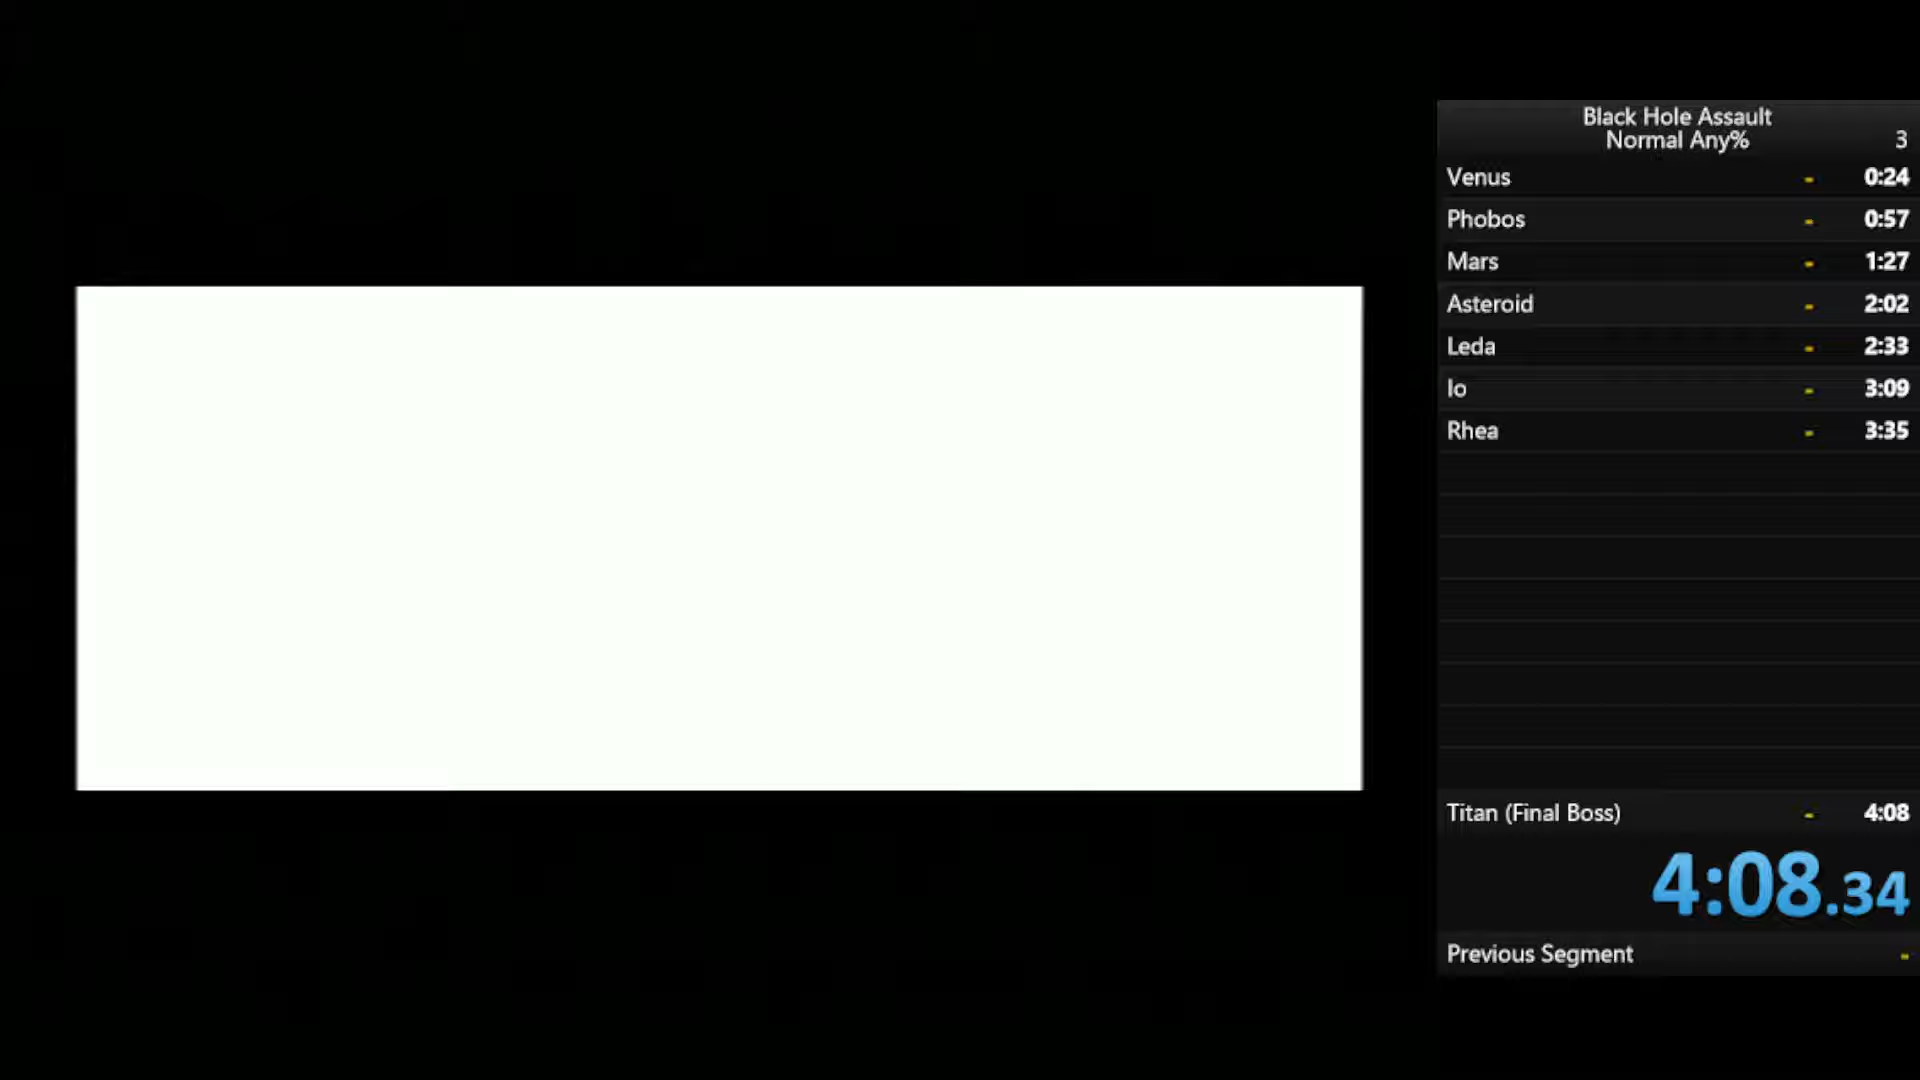 Black Hole Assault
Normal Any% 3
Venus - 0:24
Phobos - 0:57
Mars - 1:27
Asteroid - 2:02
Leda - 2:33
Io - 3:09
Rhea - 3:35
Titan (Final Boss) - 4:08
4:08.34
Previous Segment -